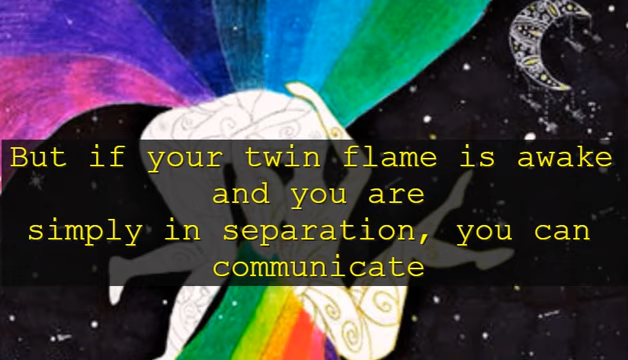 But if your twin flame is awake
and you are
simply in separation, you can
communicate